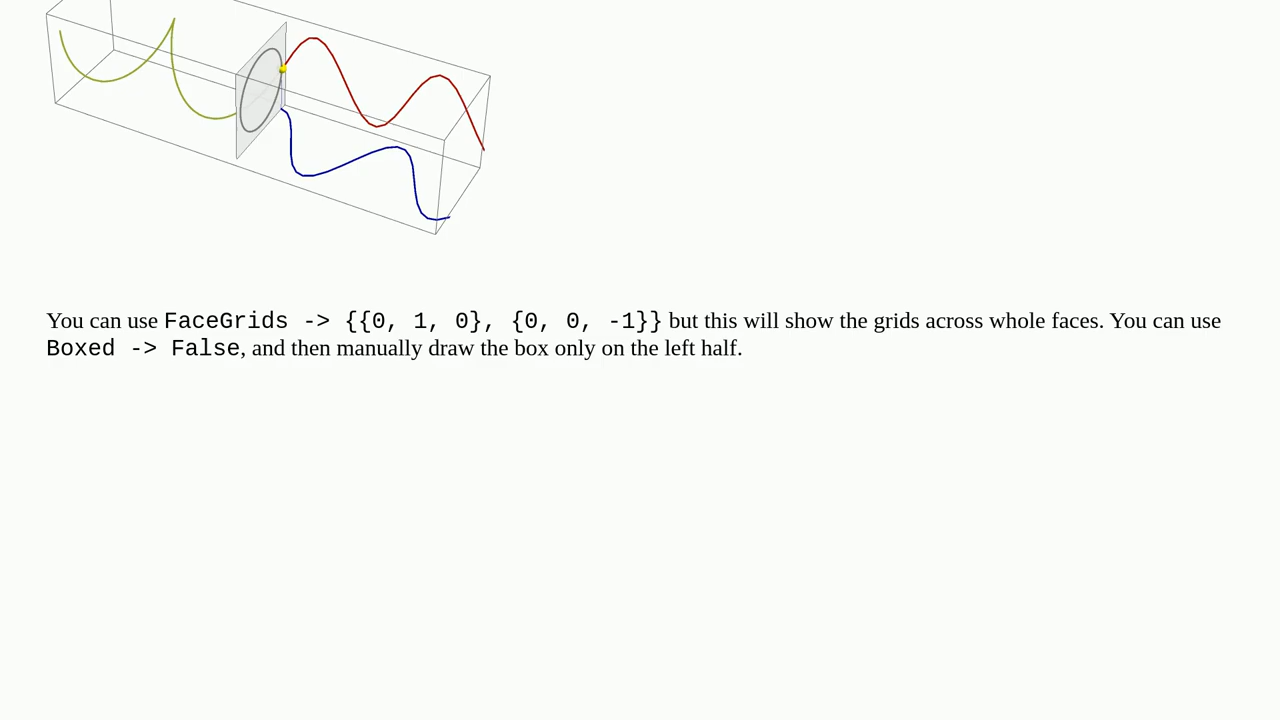 You can use FaceGrids -> {{0, 1, 0}, {0, 0, -1}} but this will show the grids across whole faces. You can use
Boxed -> False, and then manually draw the box only on the left half.